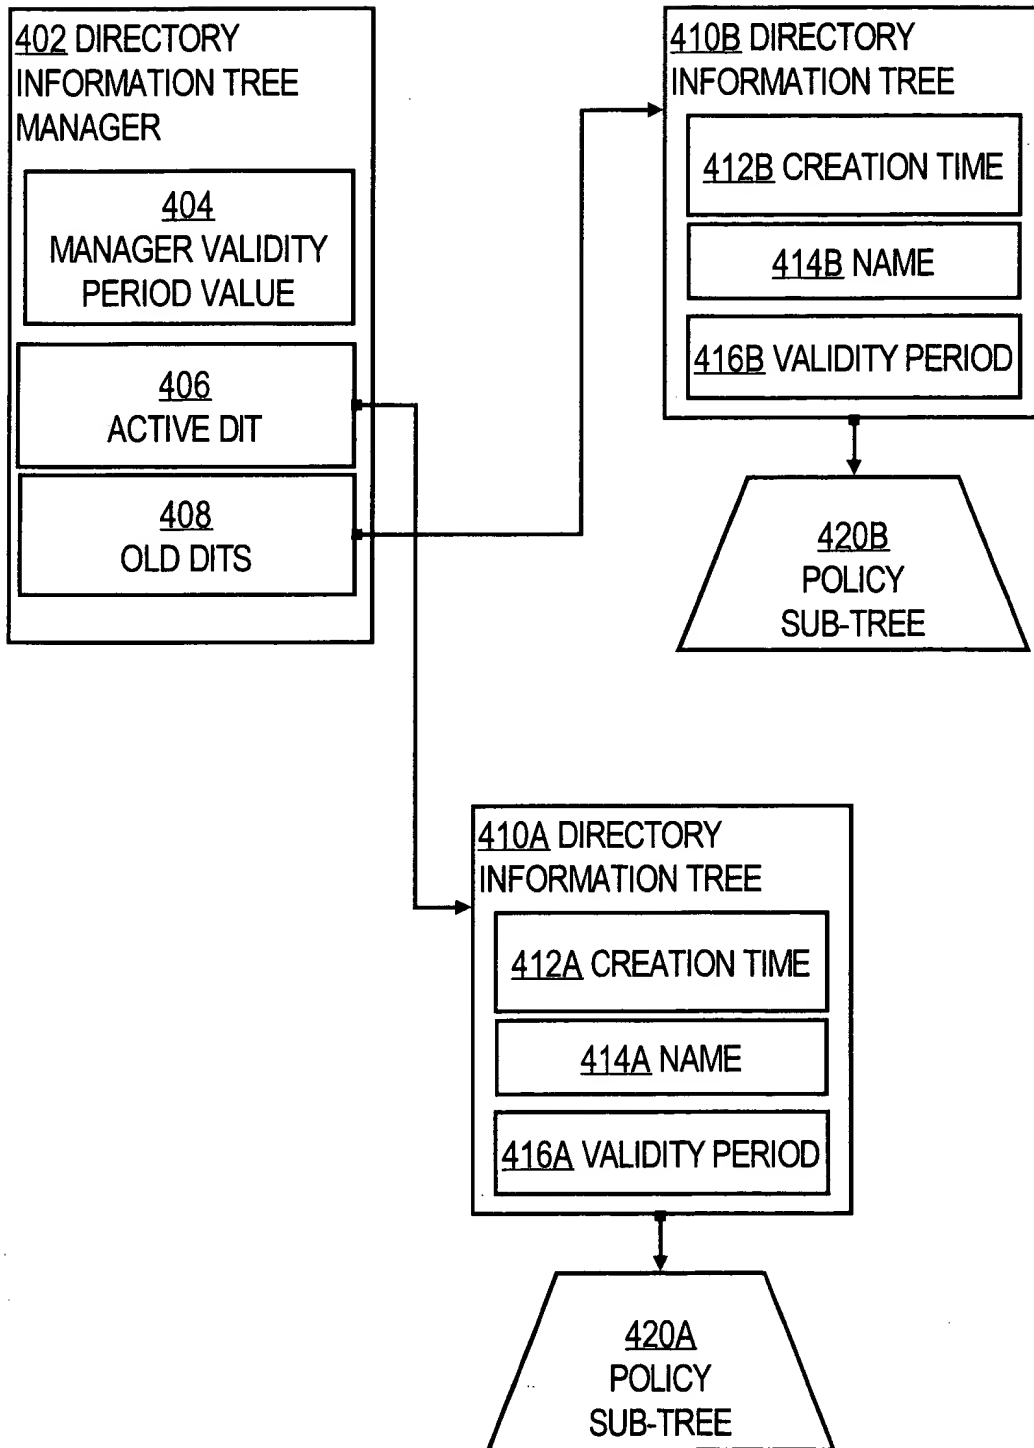 402 DIRECTORY
INFORMATION TREE
MANAGER
404
MANAGER VALIDITY
PERIOD VALUE
406
ACTIVE DIT
408
OLD DITS
410B DIRECTORY
INFORMATION TREE
412B CREATION TIME
414B NAME
416B VALIDITY PERIOD
420B
POLICY
SUB-TREE
410A DIRECTORY
INFORMATION TREE
412A CREATION TIME
414A NAME
416A VALIDITY PERIOD
420A
POLICY
SUB-TREE